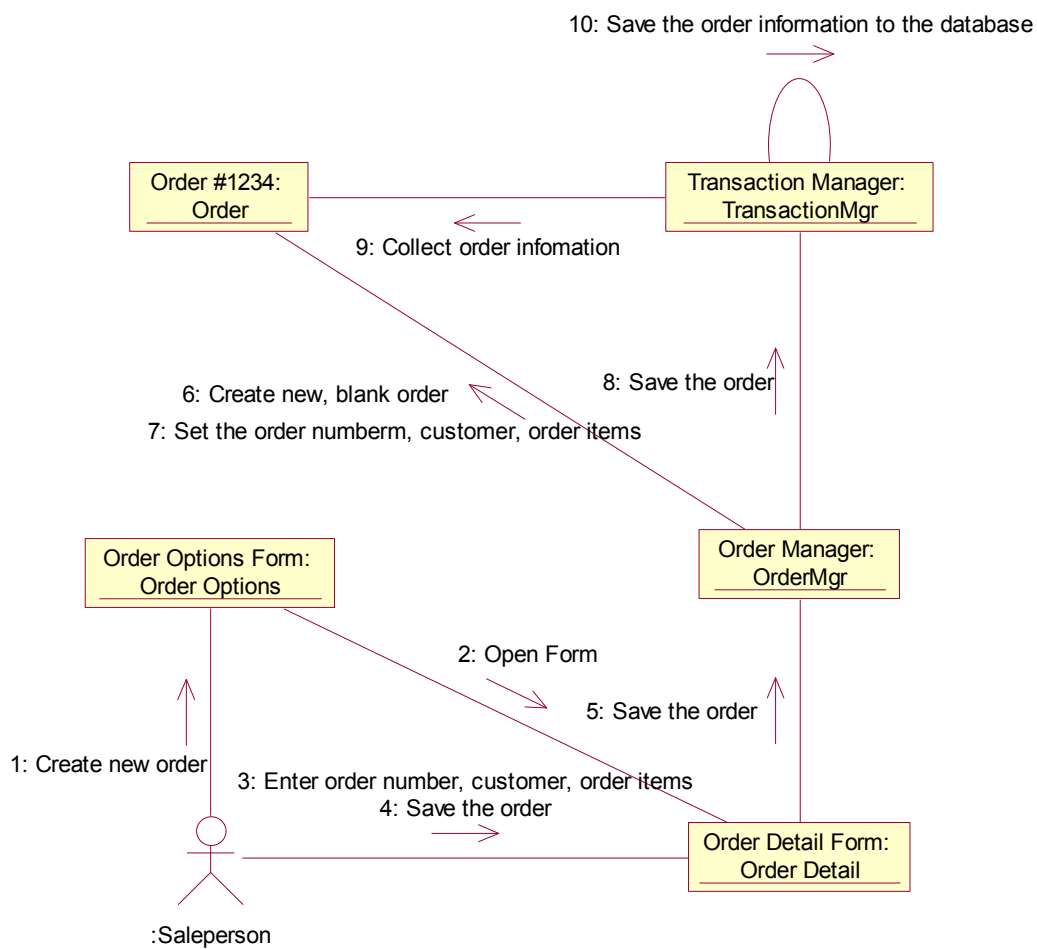 10: Save the order information to the database
Order #1234:
Order
Transaction Manager:
TransactionMgr
9: Collect order infomation
8: Save the order
6: Create new, blank order
7: Set the order numberm, customer, order items
Order Manager:
OrderMgr
Order Options Form:
Order Options
2: Open Form
5: Save the order
1: Create new order
3: Enter order number, customer, order items
4: Save the order
Order Detail Form:
Order Detail
:Saleperson